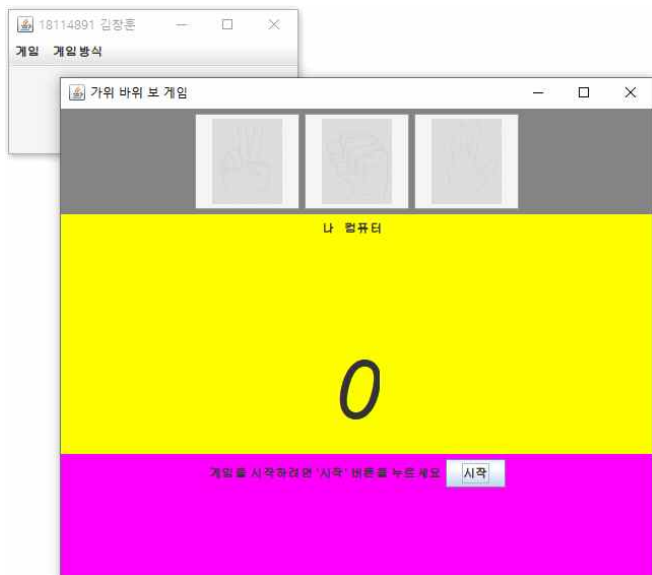 18114891 김장훈
게임 게임방식
가위 바위 보 게임
나 컴퓨터
0
게임을 시작하려면 '시작' 버튼을 누르세요 시작